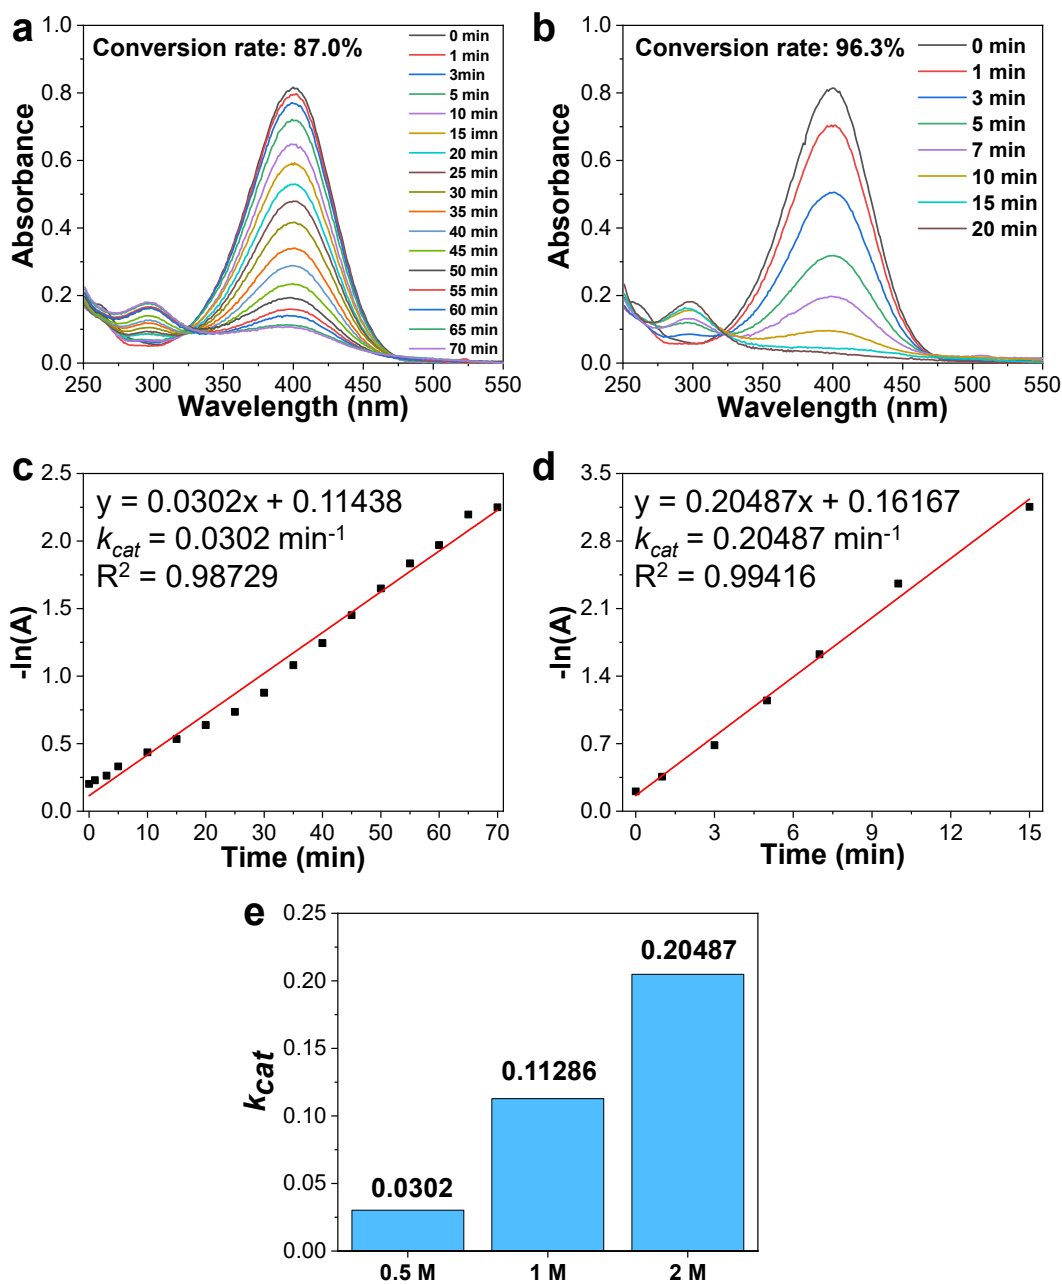 a
Conversion rate: 87.0%
1.0
0.8
0.6
0.4
0.2
0.0
Absorbance
250 300 350 400 450 500 550
Wavelength (nm)
0 min
1 min
3min
5 min
10 min
15 imn
20 min
25 min
30 min
35 min
40 min
45 min
50 min
55 min
60 min
65 min
70 min
b
Conversion rate: 96.3%
1.0
0.8
0.6
0.4
0.2
0.0
Absorbance
250 300 350 400 450 500 550
Wavelength (nm)
0 min
1 min
3 min
5 min
7 min
10 min
15 min
20 min
c
y = 0.0302x + 0.11438
k_cat = 0.0302 min⁻¹
R² = 0.98729
2.5
2.0
1.5
1.0
0.5
0.0
-ln(A)
0 10 20 30 40 50 60 70
Time (min)
d
y = 0.20487x + 0.16167
k_cat = 0.20487 min⁻¹
R² = 0.99416
3.5
2.8
2.1
1.4
0.7
0.0
-ln(A)
0 3 6 9 12 15
Time (min)
e
0.25
0.20
0.15
0.10
0.05
0.00
k_cat
0.0302
0.11286
0.20487
0.5 M 1 M 2 M